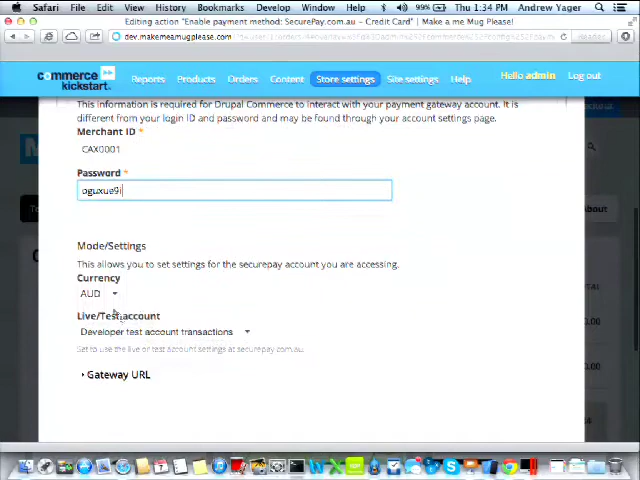 Safari File Edit View History Bookmarks Develop Window Help 99% Thu 1:34 PM Andrew Yager
Editing action "Enable payment method: SecurePay.com.au - Credit Card" | Make a me Mug Please!
dev.makeameamugplease.com
Reader
commerce kickstart. Reports Products Orders Content Store settings Site settings Help Hello admin Log out
This information is required for Drupal Commerce to interact with your payment gateway account. It is
different from your login ID and password and may be found through your account settings page.
Merchant ID *
CAX0001
Password *
oguxue9i
Mode/Settings
This allows you to set settings for the securepay account you are accessing.
Currency
AUD
Live/Test account
Developer test account transactions
Set to use the live or test account settings at securepay.com.au.
Gateway URL
About